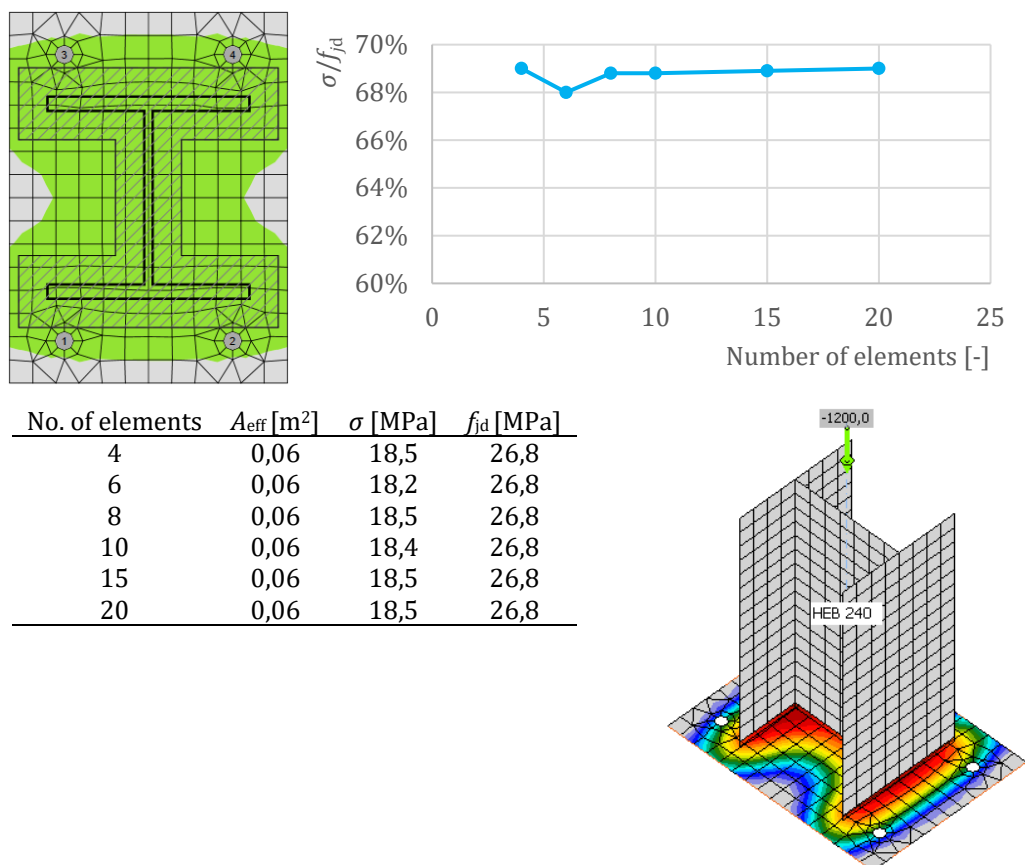 3 4
1 2
σ/fjd
70%
68%
66%
64%
62%
60%
0 5 10 15 20 25
Number of elements [-]
No. of elements Aeff [m²] σ [MPa] fjd [MPa]
4 0,06 18,5 26,8
6 0,06 18,2 26,8
8 0,06 18,5 26,8
10 0,06 18,4 26,8
15 0,06 18,5 26,8
20 0,06 18,5 26,8
-1200,0
HEB 240